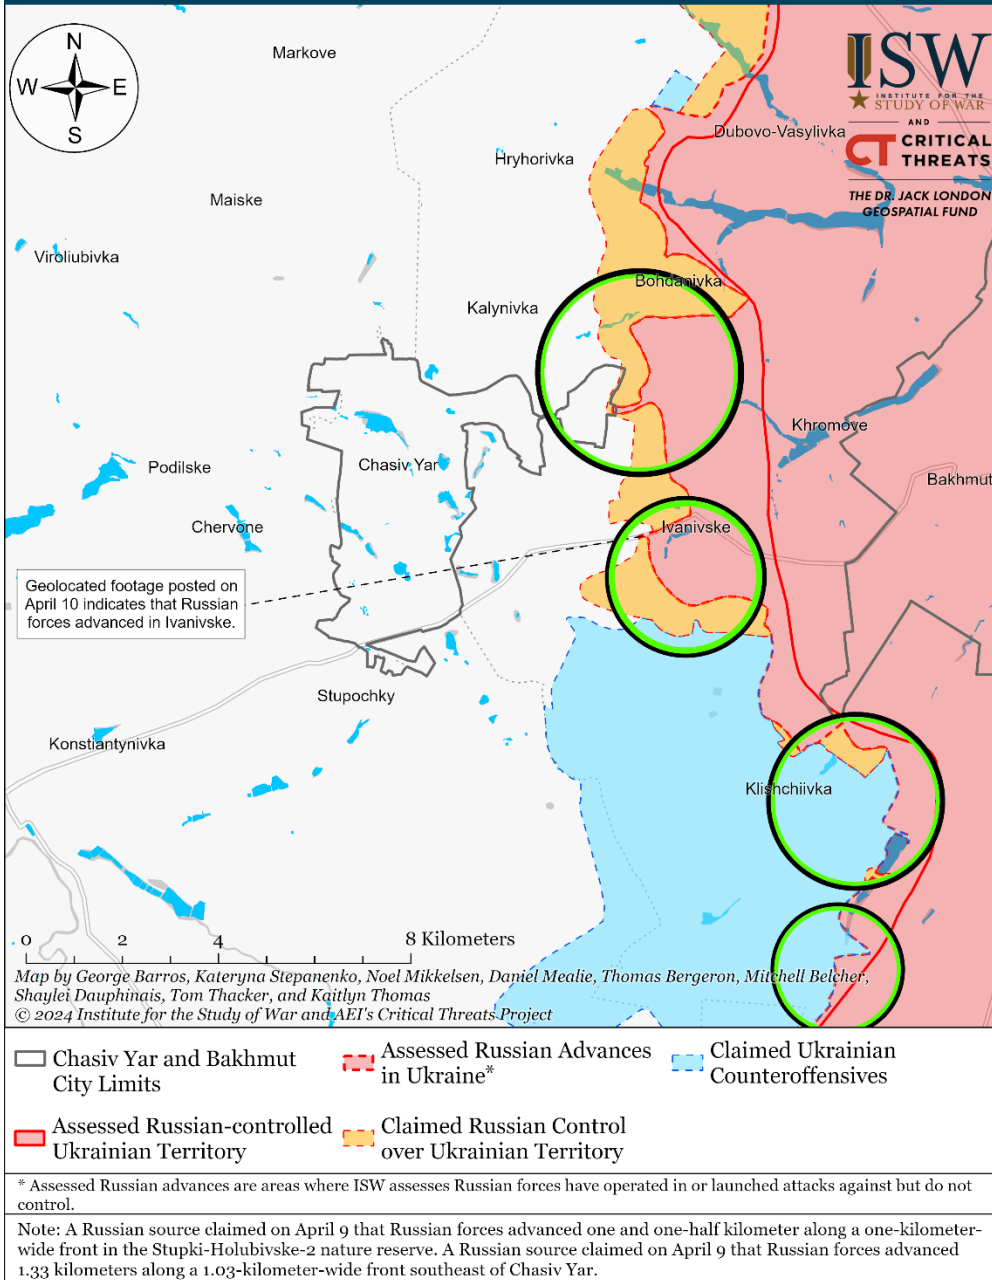 N
W
E
S
Markove
ISW
INSTITUTE FOR THE
STUDY OF WAR
AND
CT CRITICAL
THREATS
THE DR. JACK LONDON
GEOSPATIAL FUND
Dubovo-Vasylivka
Hryhorivka
Maiske
Viroliubivka
Bohdanivka
Kalynivka
Khromove
Podilske
Chasiv Yar
Bakhmut
Chervone
Ivanivske
Geolocated footage posted on
April 10 indicates that Russian
forces advanced in Ivanivske.
Stupochky
Konstiantynivka
Klishchiivka
0 2 4 8 Kilometers
Map by George Barros, Kateryna Stepanenko, Noel Mikkelsen, Daniel Mealie, Thomas Bergeron, Mitchell Belcher,
Shaylei Dauphinais, Tom Thacker, and Kaitlyn Thomas
© 2024 Institute for the Study of War and AEI's Critical Threats Project
Chasiv Yar and Bakhmut
City Limits
Assessed Russian Advances
in Ukraine*
Claimed Ukrainian
Counteroffensives
Assessed Russian-controlled
Ukrainian Territory
Claimed Russian Control
over Ukrainian Territory
* Assessed Russian advances are areas where ISW assesses Russian forces have operated in or launched attacks against but do not
control.
Note: A Russian source claimed on April 9 that Russian forces advanced one and one-half kilometer along a one-kilometer-
wide front in the Stupki-Holubivske-2 nature reserve. A Russian source claimed on April 9 that Russian forces advanced
1.33 kilometers along a 1.03-kilometer-wide front southeast of Chasiv Yar.